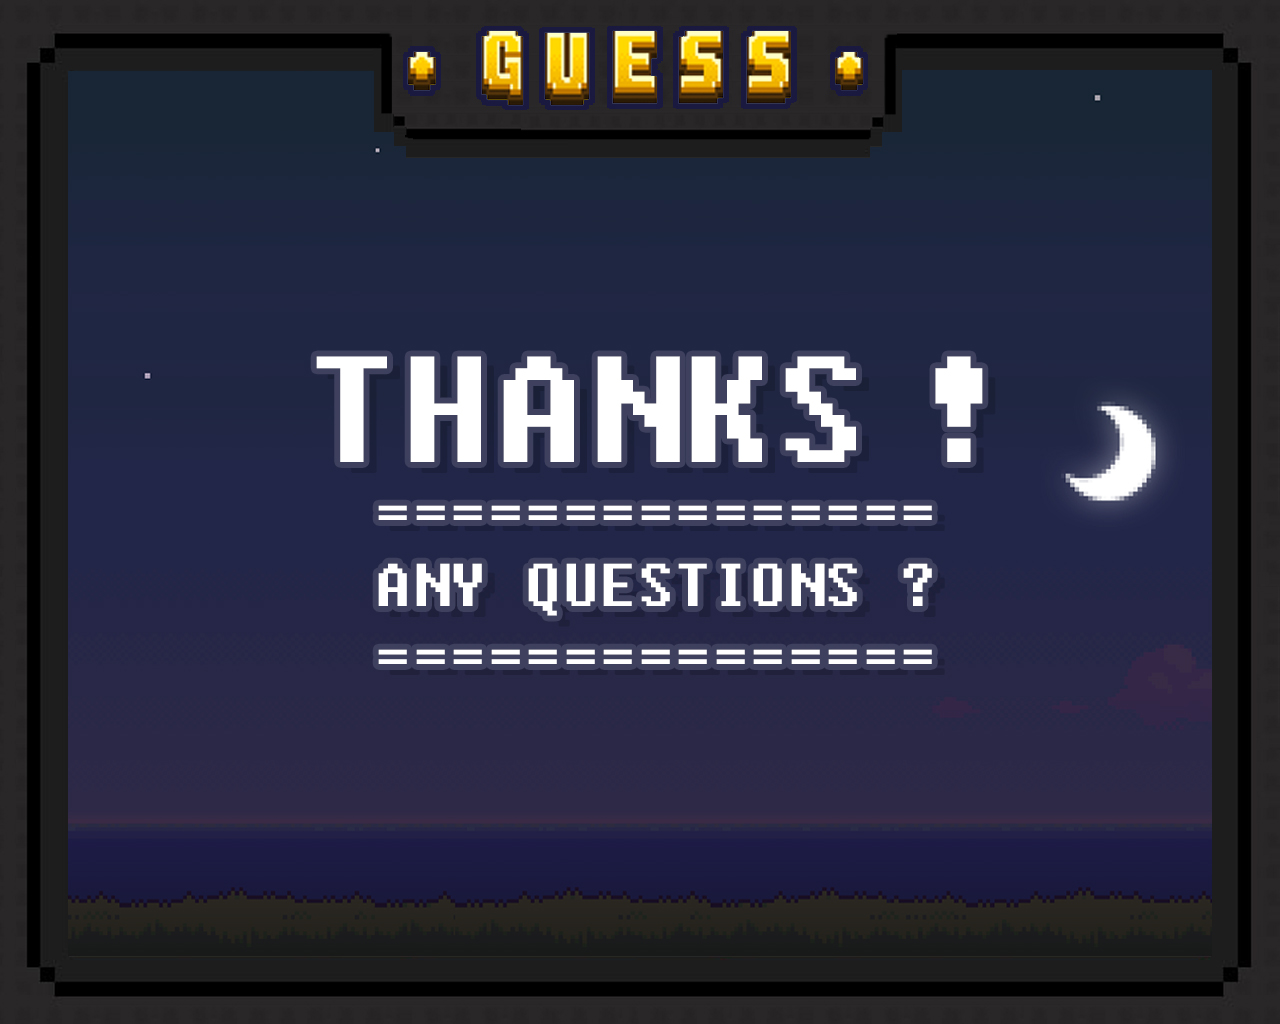 GUESS
THANKS !
===============
ANY QUESTIONS ?
===============